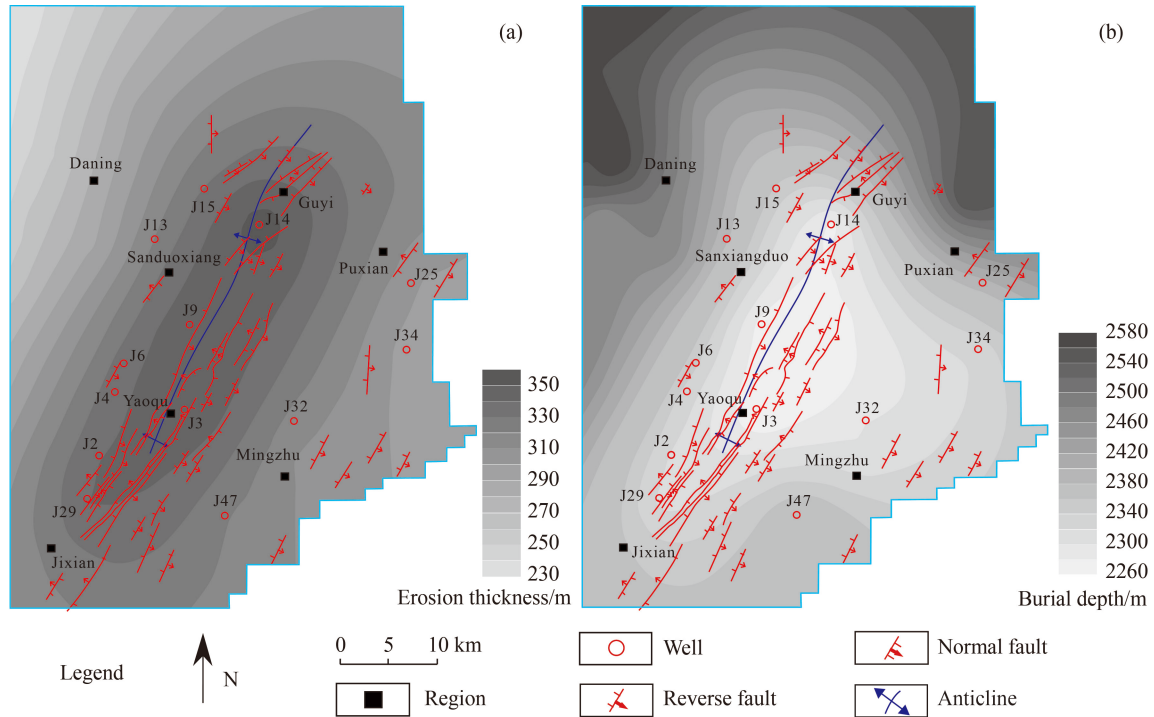 (a)
Daning
J15
Guyi
J14
J13
Sanduoxiang
Puxian
J25
J9
J34
J6
J4
Yaoqu
J3
J32
J2
Mingzhu
J29
J47
Jixian
350
330
310
290
270
250
230
Erosion thickness/m
(b)
Daning
J15
Guyi
J14
J13
Sanxiangduo
Puxian
J25
J9
J34
J6
J4
Yaoqu
J3
J32
J2
Mingzhu
J29
J47
Jixian
2580
2540
2500
2460
2420
2380
2340
2300
2260
Burial depth/m
Legend
N
0 5 10 km
Region
Well
Reverse fault
Normal fault
Anticline